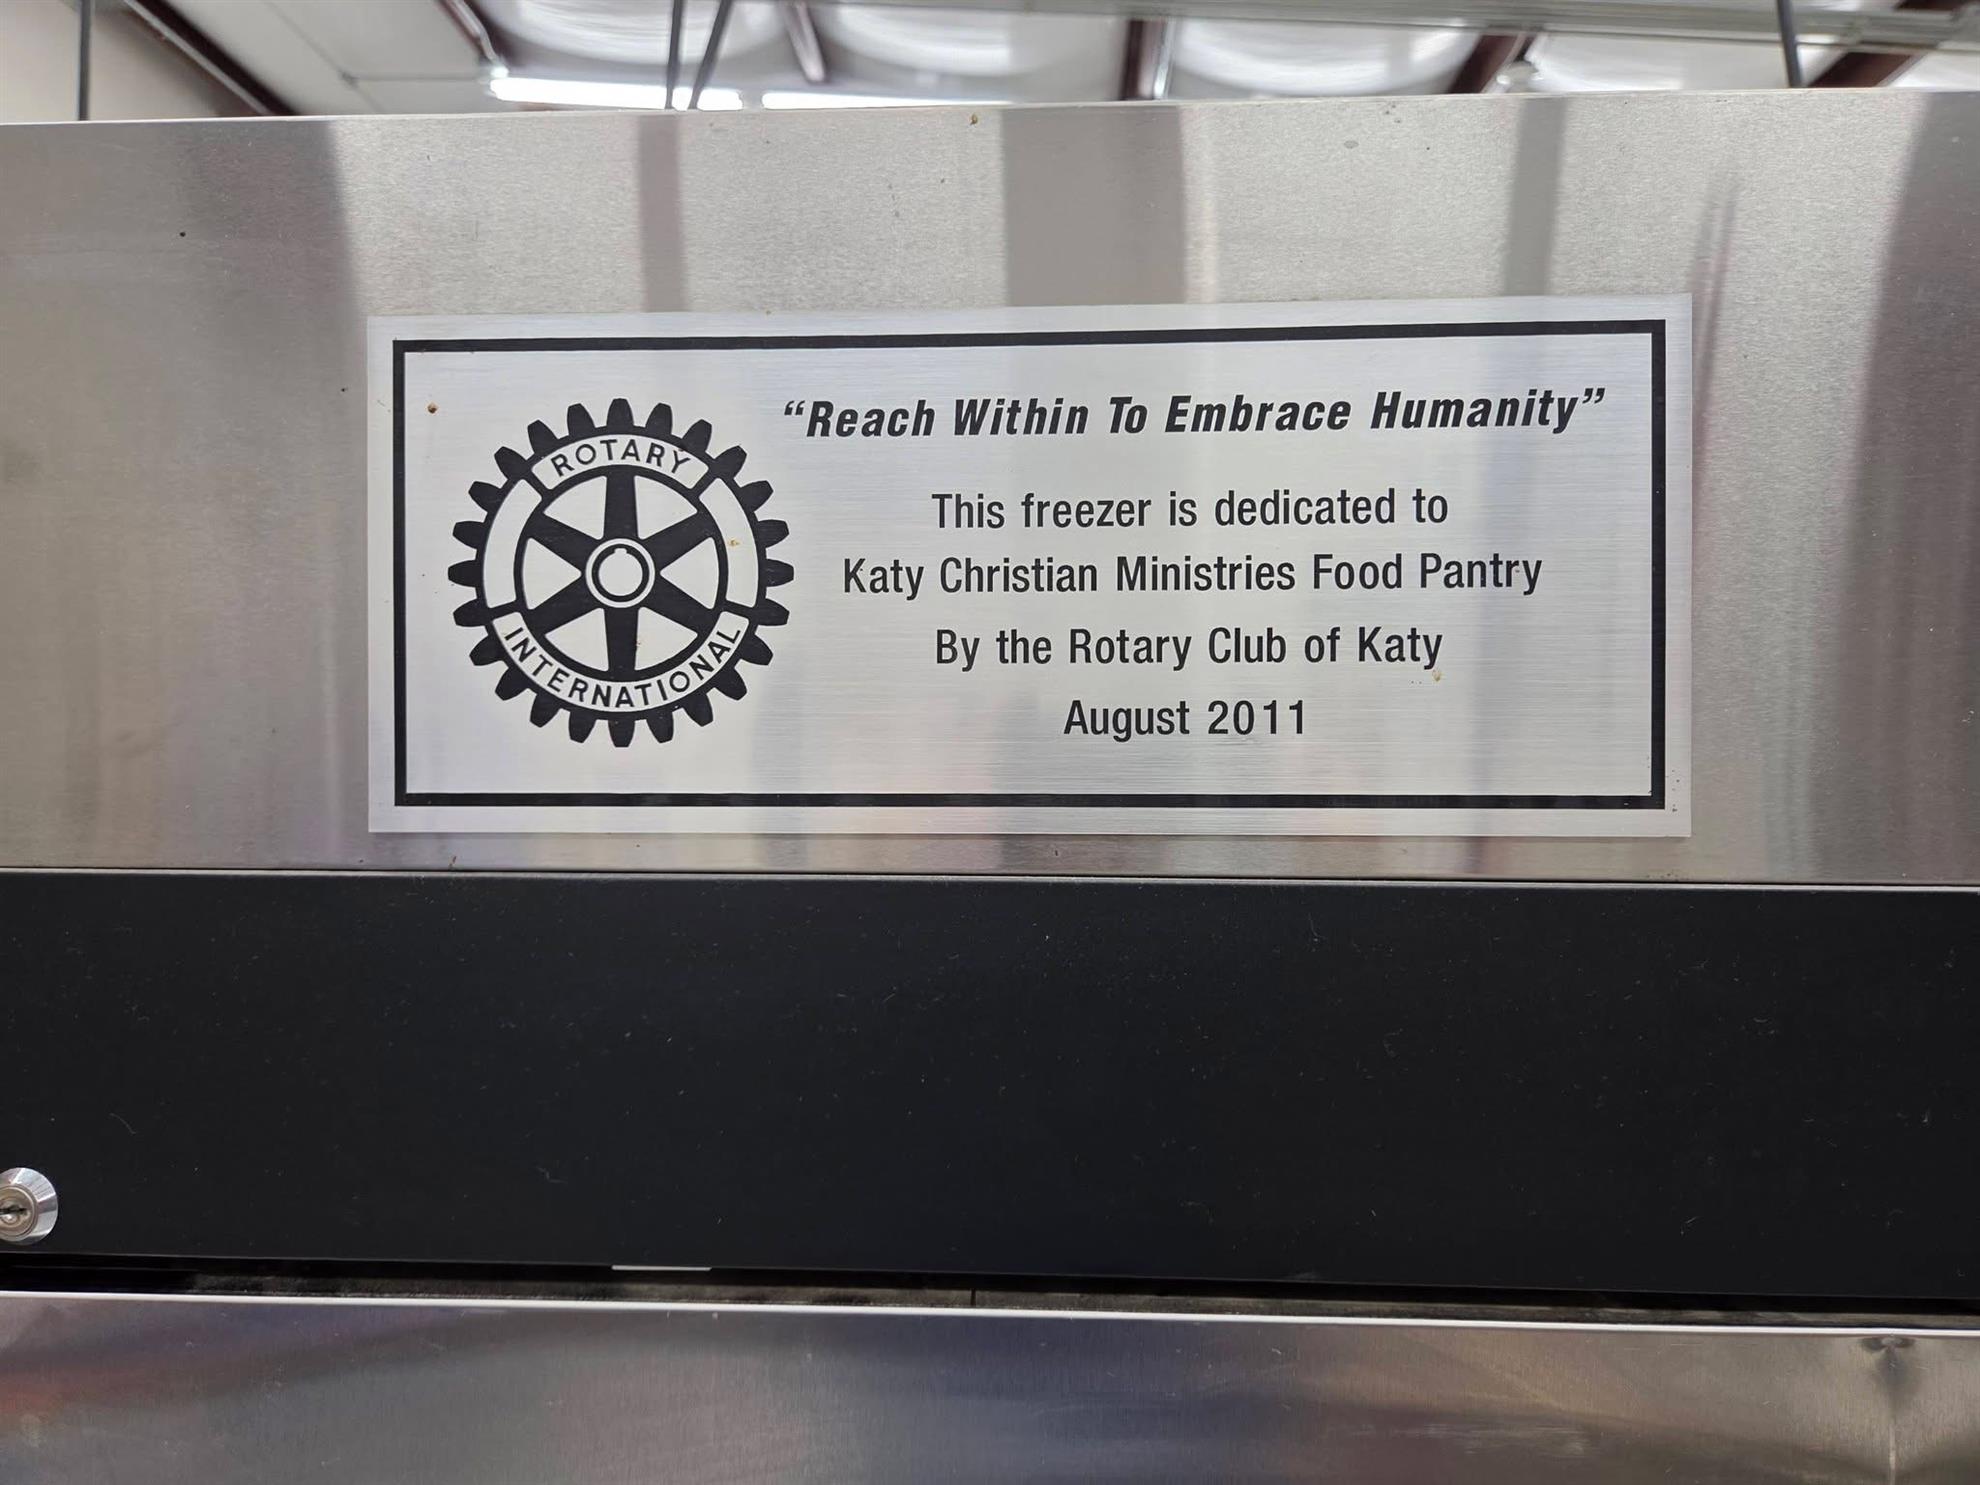 ROTARY
INTERNATIONAL
“Reach Within To Embrace Humanity”
This freezer is dedicated to
Katy Christian Ministries Food Pantry
By the Rotary Club of Katy
August 2011